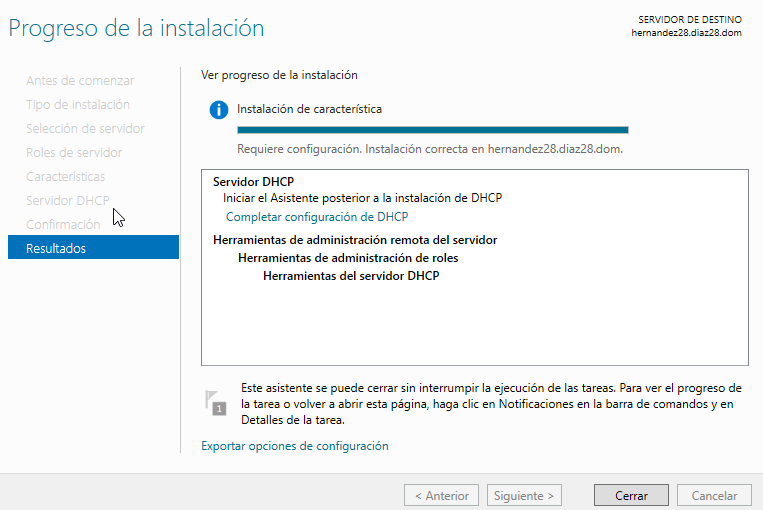 Progreso de la instalación
SERVIDOR DE DESTINO
hernandez28.diaz28.dom
Antes de comenzar
Tipo de instalación
Selección de servidor
Roles de servidor
Características
Servidor DHCP
Confirmación
Resultados
Ver progreso de la instalación
Instalación de característica
Requiere configuración. Instalación correcta en hernandez28.diaz28.dom.
Servidor DHCP
Iniciar el Asistente posterior a la instalación de DHCP
Completar configuración de DHCP
Herramientas de administración remota del servidor
Herramientas de administración de roles
Herramientas del servidor DHCP
1
Este asistente se puede cerrar sin interrumpir la ejecución de las tareas. Para ver el progreso de
la tarea o volver a abrir esta página, haga clic en Notificaciones en la barra de comandos y en
Detalles de la tarea.
Exportar opciones de configuración
< Anterior
Siguiente >
Cerrar
Cancelar